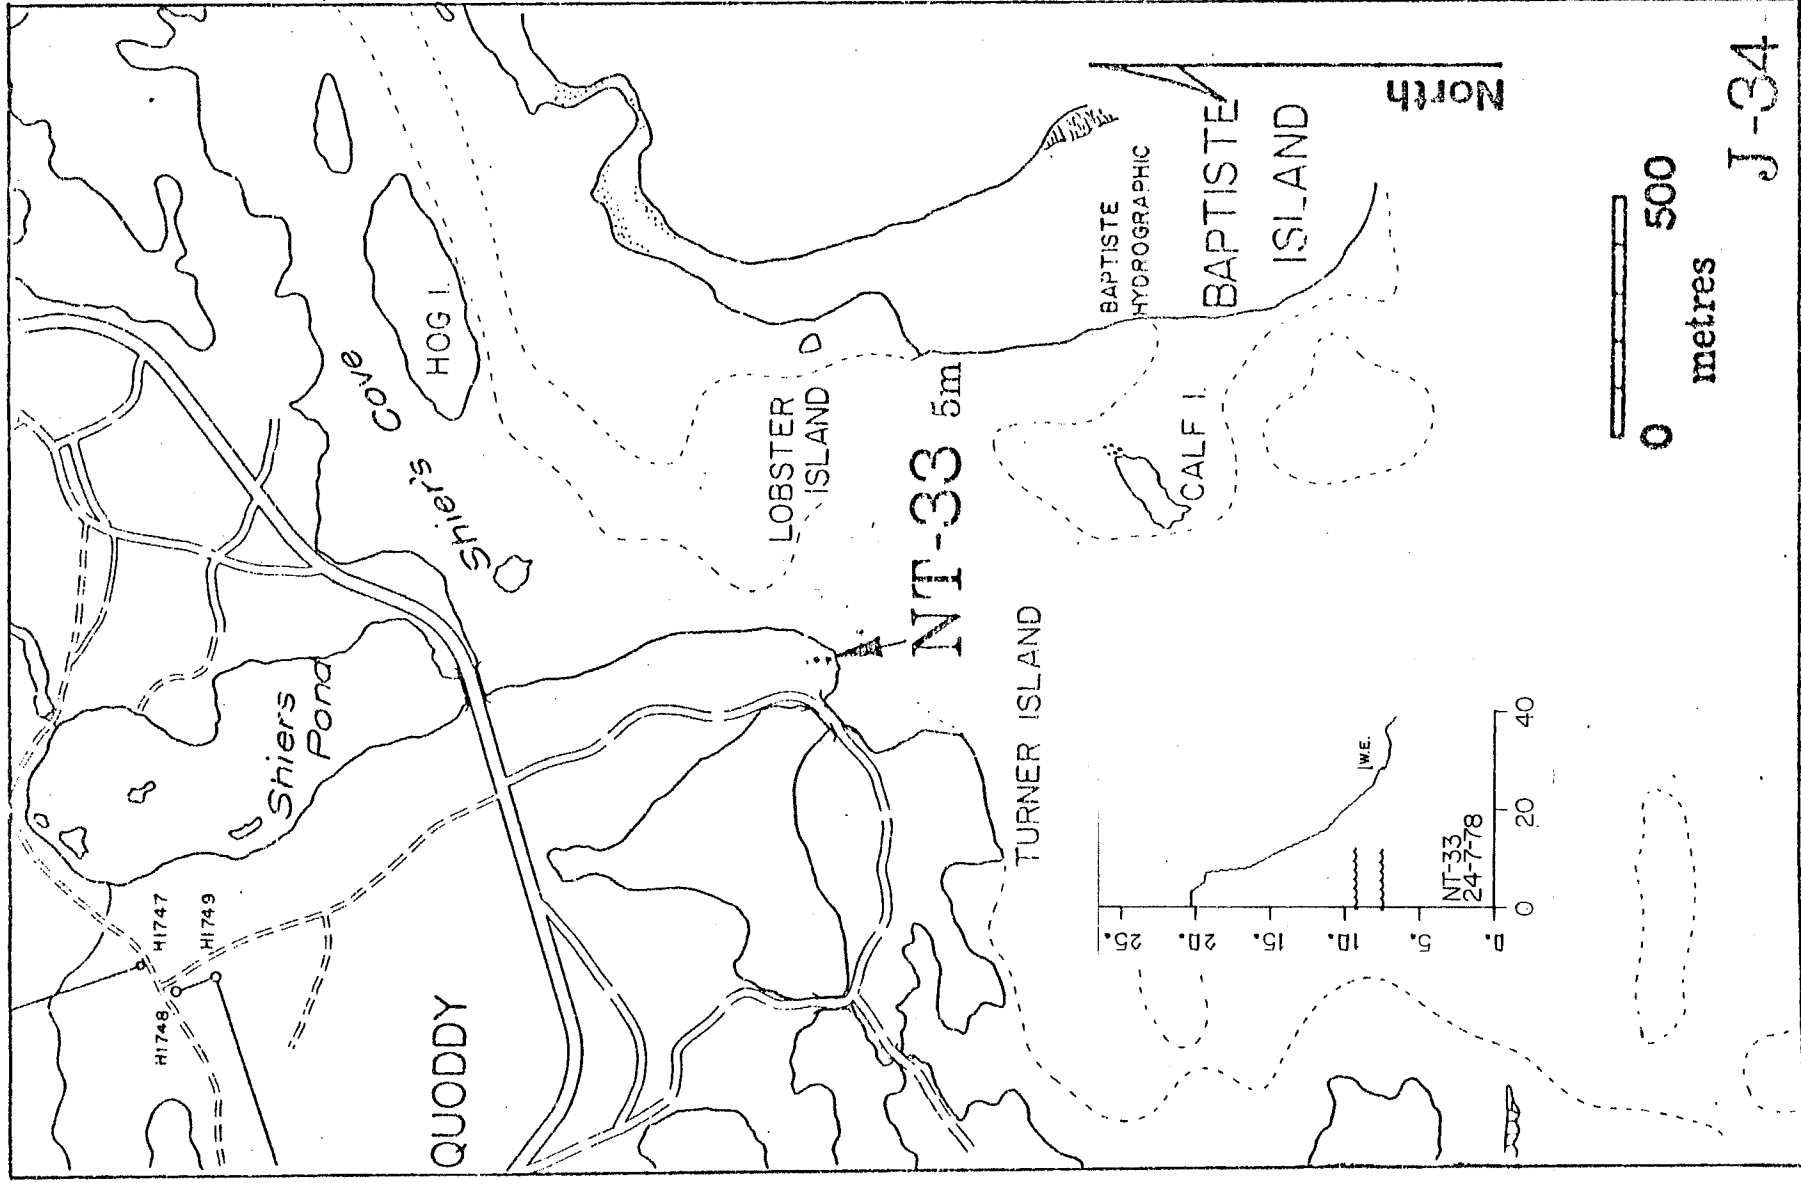 H1747
H1748
H1749
QUODDY
Shiers
Pond
Shier's Cove
HOG I.
LOBSTER
ISLAND
NT-33 5m
TURNER ISLAND
CALF I.
BAPTISTE
HYDROGRAPHIC
BAPTISTE
ISLAND
North
25.
20.
15.
10.
5.
0.
W.E.
NT-33
24-7-78
0 20 40
0 500
metres
J-34